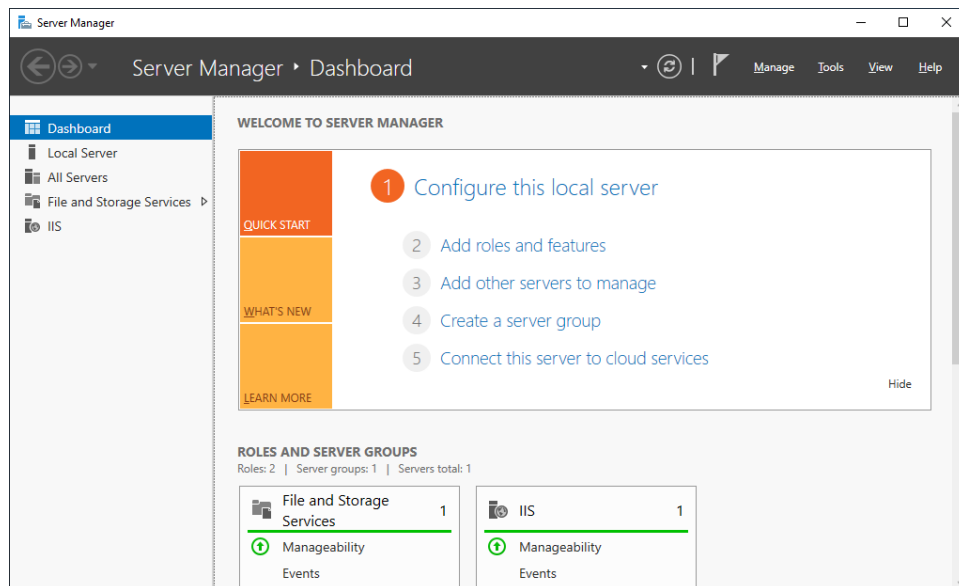 Server Manager
Server Manager ‣ Dashboard
Manage Tools View Help
Dashboard
Local Server
All Servers
File and Storage Services
IIS
WELCOME TO SERVER MANAGER
QUICK START
WHAT'S NEW
LEARN MORE
1 Configure this local server
2 Add roles and features
3 Add other servers to manage
4 Create a server group
5 Connect this server to cloud services
Hide
ROLES AND SERVER GROUPS
Roles: 2 | Server groups: 1 | Servers total: 1
File and Storage
Services 1
Manageability
Events
IIS 1
Manageability
Events